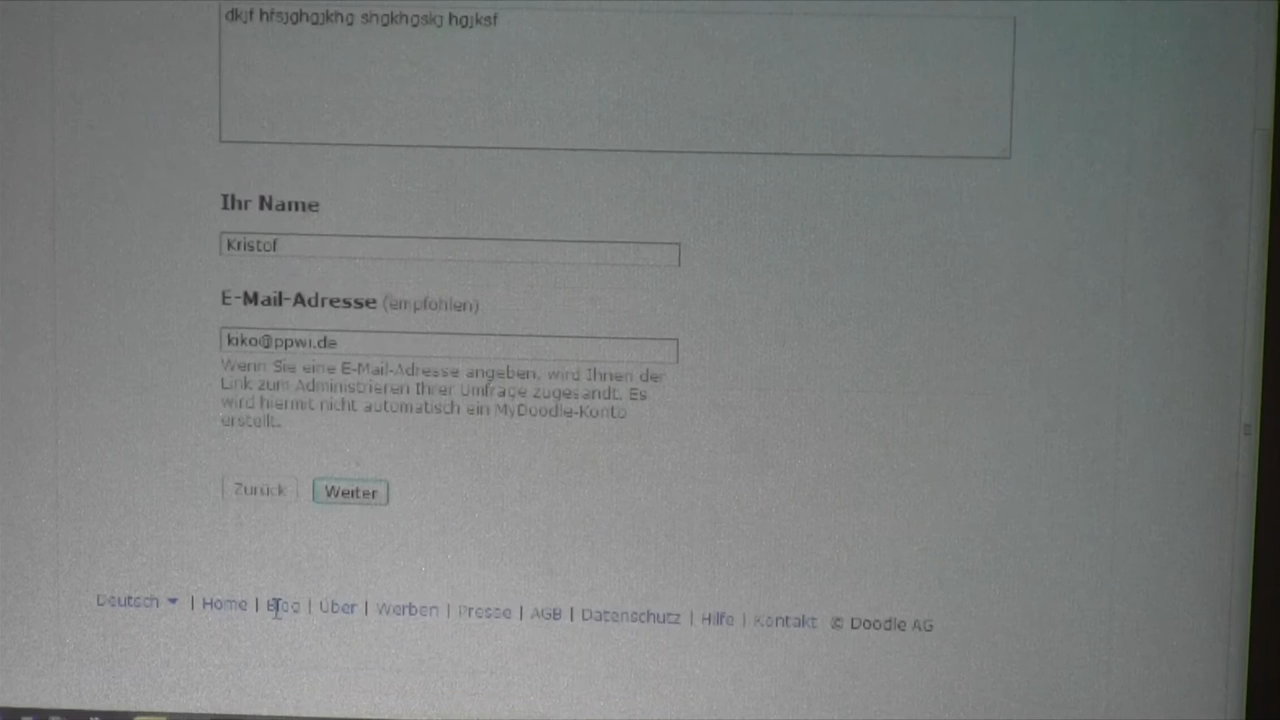 dkjf hfsjghgjkhg shgkhgskg hgjksf
Ihr Name
Kristof
E-Mail-Adresse (empfohlen)
kiko@ppwi.de
Wenn Sie eine E-Mail-Adresse angeben, wird Ihnen der
Link zum Administrieren Ihrer Umfrage zugesandt. Es
wird hiermit nicht automatisch ein MyDoodle-Konto
erstellt.
Zurück Weiter
Deutsch | Home | Blog | Über | Werben | Presse | AGB | Datenschutz | Hilfe | Kontakt © Doodle AG